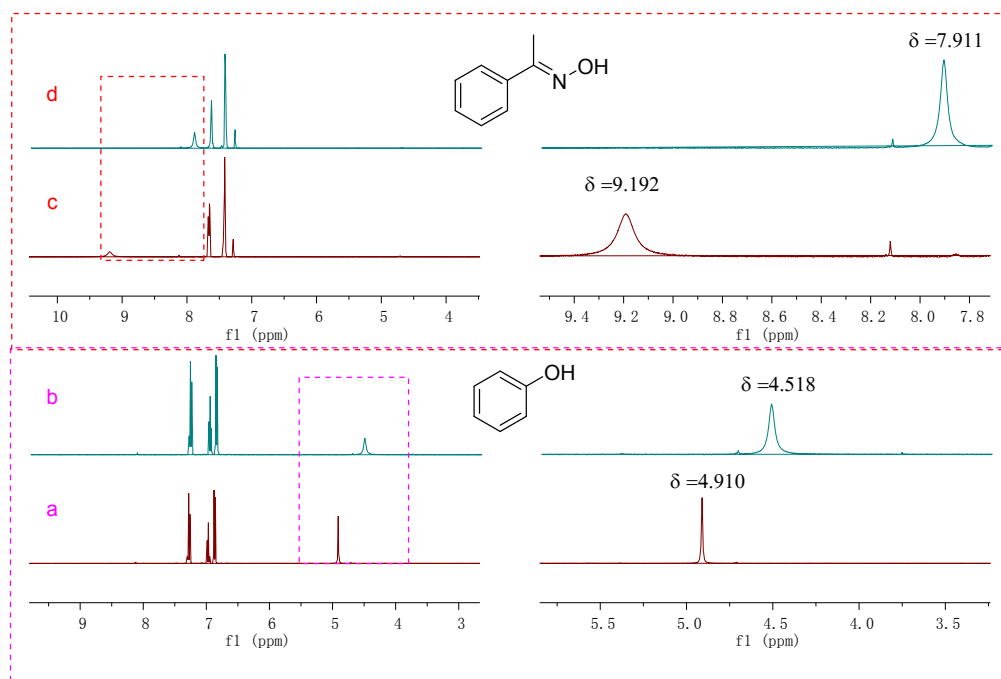 δ =7.911
OH
N
d
δ =9.192
c
10 9 8 7 6 5 4
f1 (ppm)
9.4 9.2 9.0 8.8 8.6 8.4 8.2 8.0 7.8
f1 (ppm)
b
OH
δ =4.518
δ =4.910
a
9 8 7 6 5 4 3
f1 (ppm)
5.5 5.0 4.5 4.0 3.5
f1 (ppm)